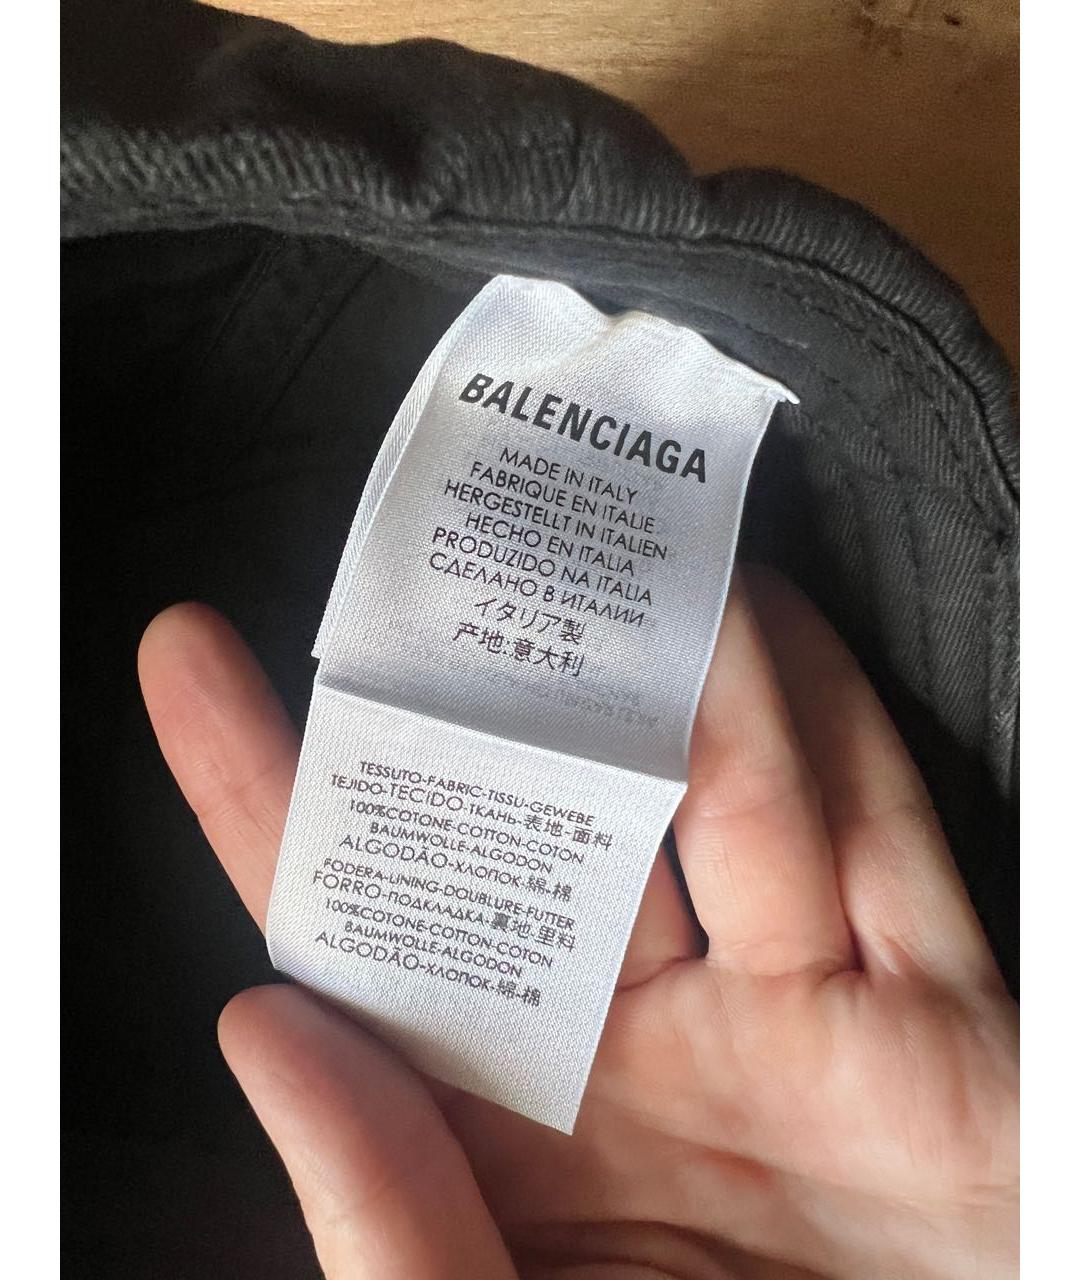 BALENCIAGA
MADE IN ITALY
FABRIQUE EN ITALIE
HERGESTELLT IN ITALIEN
HECHO EN ITALIA
PRODUZIDO NA ITALIA
СДЕЛАНО В ИТАЛИИ
イタリア製
产地:意大利
TESSUTO-FABRIC-TISSU-GEWEBE
TEJIDO-TECIDO-ТКАНЬ-表地-面料
100%COTONE-COTTON-COTON
BAUMWOLLE-ALGODON
ALGODÃO-ХЛОПОК-綿-棉
FODERA-LINING-DOUBLURE-FUTTER
FORRO-ПОДКЛАДКА-裏地-里料
100%COTONE-COTTON-COTON
BAUMWOLLE-ALGODON
ALGODÃO-ХЛОПОК-綿-棉